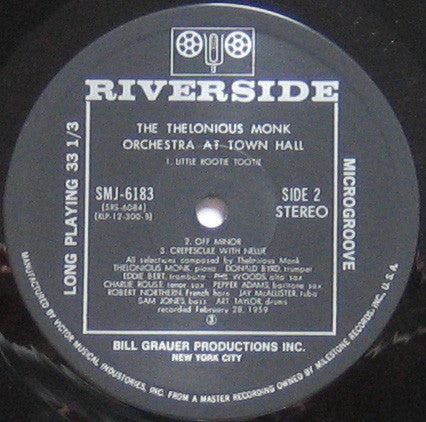 RIVERSIDE
THE THELONIOUS MONK
ORCHESTRA AT TOWN HALL
1. LITTLE ROOTIE TOOTIE
SMJ-6183
(SRS-6084)
(RLP-12-300-B)
SIDE 2
STEREO
LONG PLAYING 33 1/3
MICROGROOVE
2. OFF MINOR
3. CREPESCULE WITH NELLIE
All selections composed by Thelonious Monk
THELONIOUS MONK, piano DONALD BYRD, trumpet
EDDIE BERT, trombone PHIL WOODS, alto sax
CHARLIE ROUSE, tenor sax PEPPER ADAMS, baritone sax
ROBERT NORTHERN, French horn JAY McALLISTER, tuba
SAM JONES, bass ART TAYLOR, drums
recorded February 28, 1959
BILL GRAUER PRODUCTIONS INC.
NEW YORK CITY
MANUFACTURED BY VICTOR MUSICAL INDUSTRIES, INC. FROM A MASTER RECORDING OWNED BY MILESTONE RECORDS, INC., U.S.A.